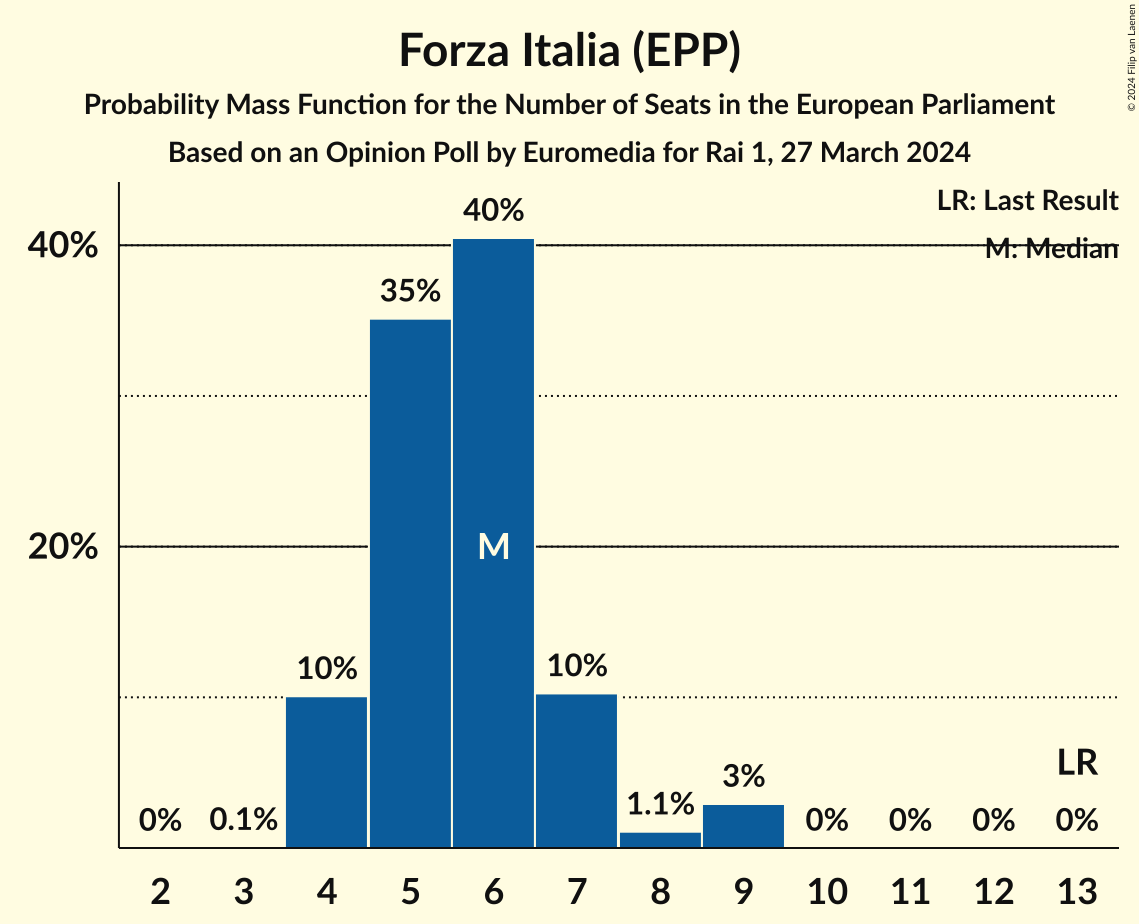 Forza Italia (EPP)
Probability Mass Function for the Number of Seats in the European Parliament
Based on an Opinion Poll by Euromedia for Rai 1, 27 March 2024
© 2024 Filip van Laenen
LR: Last Result
M: Median
40%
20%
0%
0.1%
10%
35%
40%
M
10%
1.1%
3%
0%
0%
0%
LR
0%
2 3 4 5 6 7 8 9 10 11 12 13